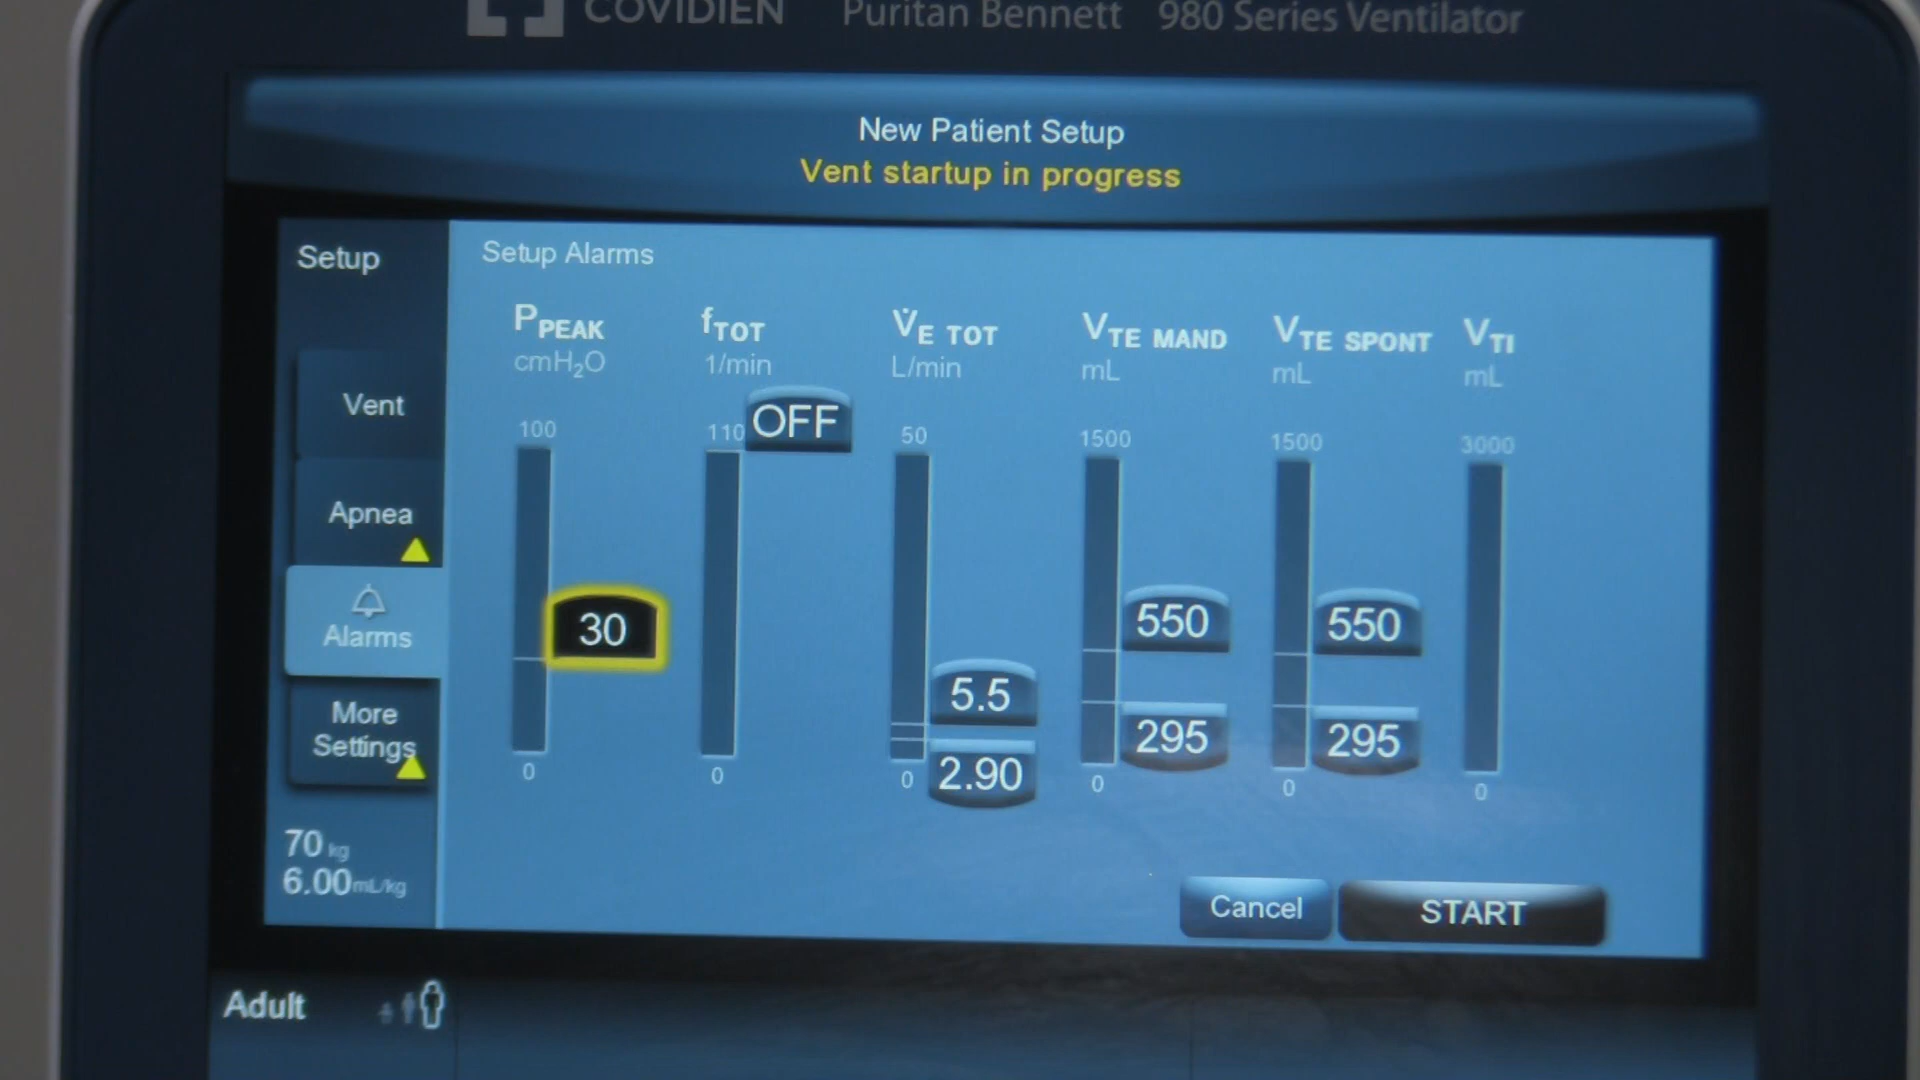 COVIDIEN Puritan Bennett 980 Series Ventilator
New Patient Setup
Vent startup in progress
Setup
Setup Alarms
PPEAK fTOT V̇E TOT VTE MAND VTE SPONT VTI
cmH₂O 1/min L/min mL mL mL
Vent
100 110 OFF 50 1500 1500 3000
Apnea
Alarms
30 550 550
5.5
More
Settings
295 295
2.90
0 0 0 0 0 0
70 kg
6.00 mL/kg
Cancel START
Adult